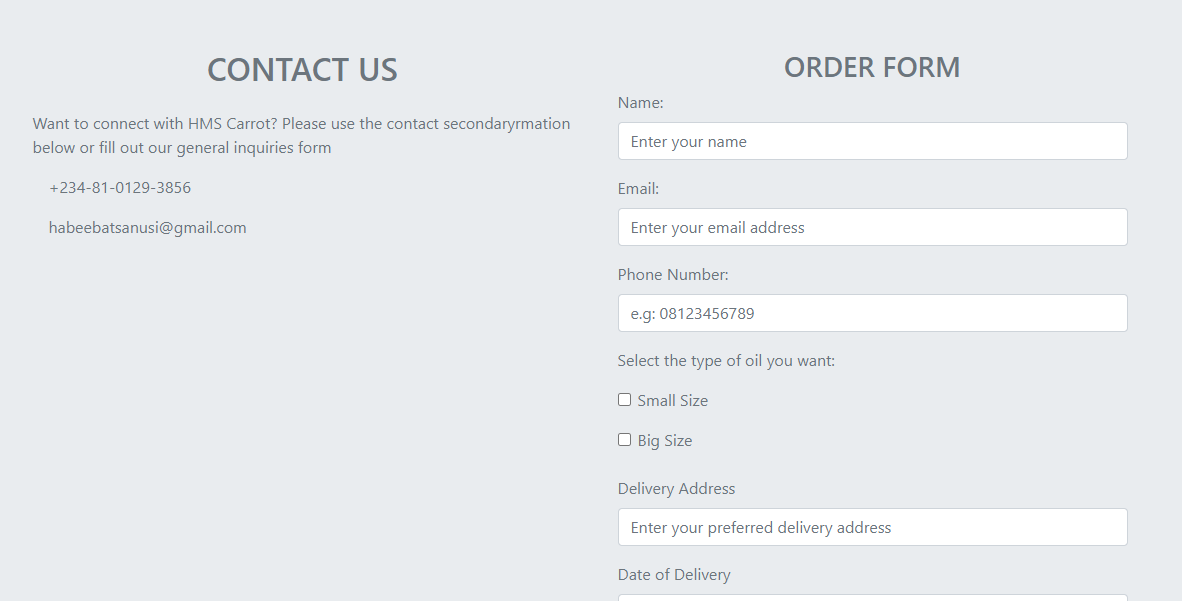 CONTACT US
Want to connect with HMS Carrot? Please use the contact secondaryrmation
below or fill out our general inquiries form
+234-81-0129-3856
habeebatsanusi@gmail.com
ORDER FORM
Name:
Enter your name
Email:
Enter your email address
Phone Number:
e.g: 08123456789
Select the type of oil you want:
Small Size
Big Size
Delivery Address
Enter your preferred delivery address
Date of Delivery